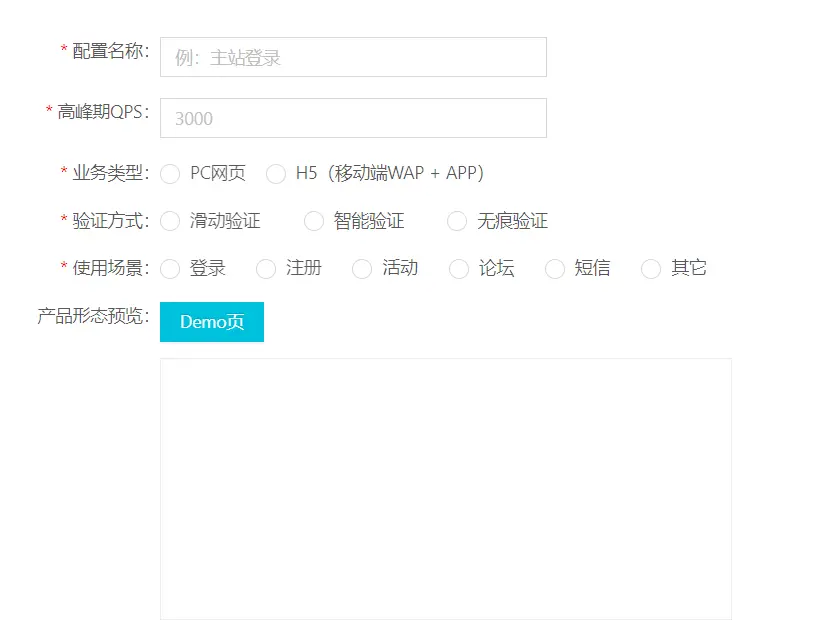 * 配置名称: 例：主站登录
* 高峰期QPS: 3000
* 业务类型: PC网页 H5（移动端WAP + APP）
* 验证方式: 滑动验证 智能验证 无痕验证
* 使用场景: 登录 注册 活动 论坛 短信 其它
产品形态预览: Demo页